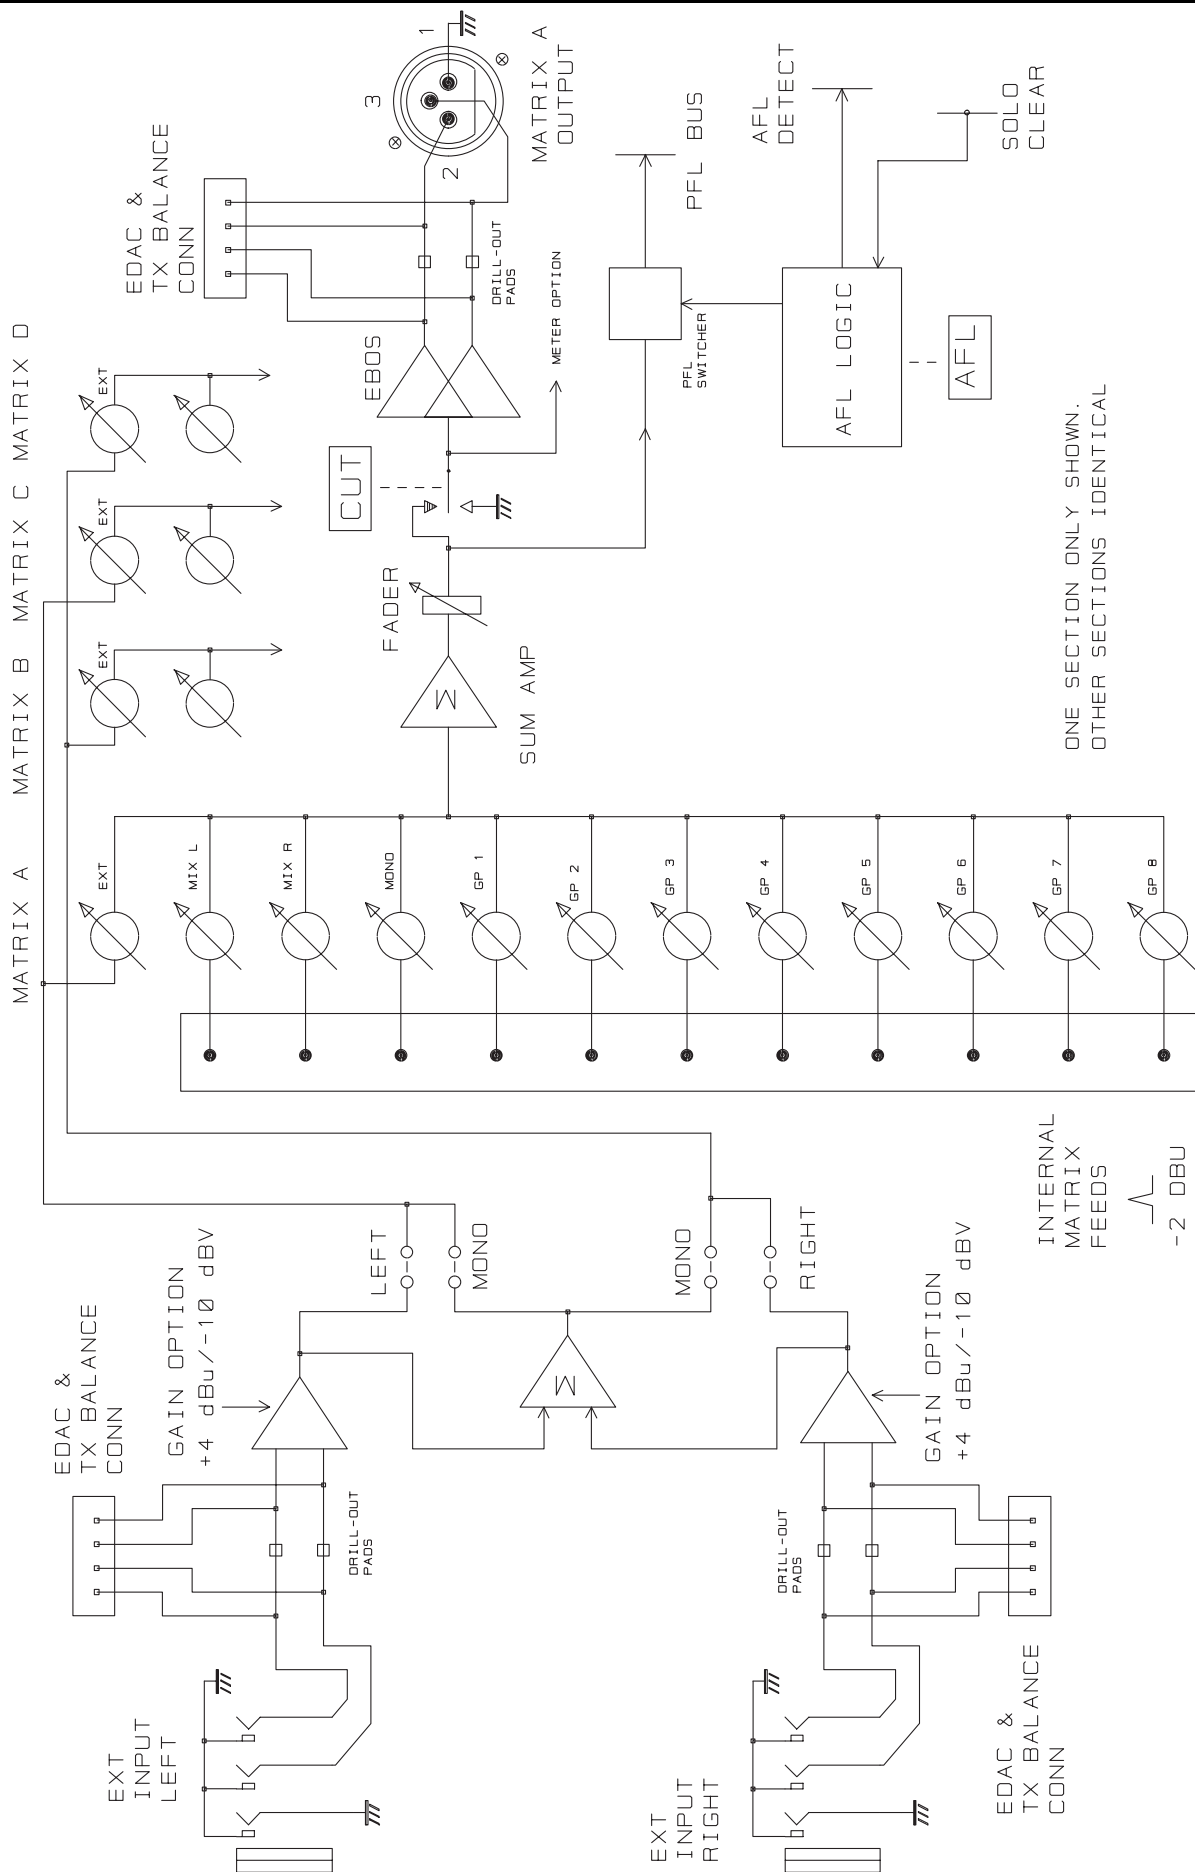 EXT
INPUT
LEFT
EDAC &
TX BALANCE
CONN
GAIN OPTION
+4 dBu/-10 dBV
DRILL-OUT
PADS
LEFT
MONO
MONO
RIGHT
EXT
INPUT
RIGHT
DRILL-OUT
PADS
GAIN OPTION
+4 dBu/-10 dBV
EDAC &
TX BALANCE
CONN
INTERNAL
MATRIX
FEEDS
-2 DBU
MATRIX A
MATRIX B
MATRIX C
MATRIX D
EXT
MIX L
MIX R
MONO
GP 1
GP 2
GP 3
GP 4
GP 5
GP 6
GP 7
GP 8
EXT
EXT
EXT
Σ
Σ
SUM AMP
FADER
CUT
EBOS
METER OPTION
DRILL-OUT
PADS
EDAC &
TX BALANCE
CONN
1
2
3
MATRIX A
OUTPUT
PFL
SWITCHER
PFL BUS
AFL
DETECT
SOLO
CLEAR
AFL LOGIC
AFL
ONE SECTION ONLY SHOWN.
OTHER SECTIONS IDENTICAL